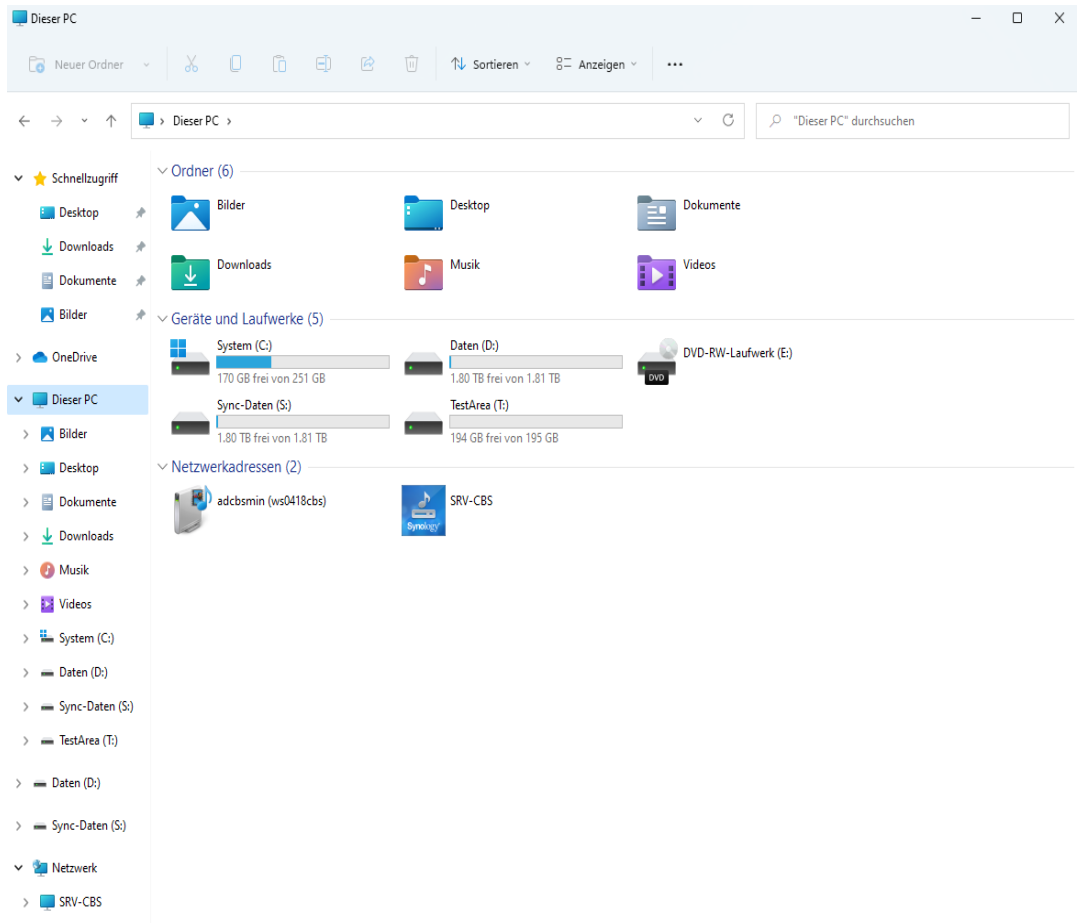 Dieser PC
Neuer Ordner
Sortieren
Anzeigen
Dieser PC
"Dieser PC" durchsuchen
Schnellzugriff
Desktop
Downloads
Dokumente
Bilder
OneDrive
Dieser PC
Bilder
Desktop
Dokumente
Downloads
Musik
Videos
System (C:)
Daten (D:)
Sync-Daten (S:)
TestArea (T:)
Daten (D:)
Sync-Daten (S:)
Netzwerk
SRV-CBS
Ordner (6)
Bilder
Desktop
Dokumente
Downloads
Musik
Videos
Geräte und Laufwerke (5)
System (C:)
170 GB frei von 251 GB
Daten (D:)
1.80 TB frei von 1.81 TB
DVD-RW-Laufwerk (E:)
DVD
Sync-Daten (S:)
1.80 TB frei von 1.81 TB
TestArea (T:)
194 GB frei von 195 GB
Netzwerkadressen (2)
adcbsmin (ws0418cbs)
SRV-CBS
Synology